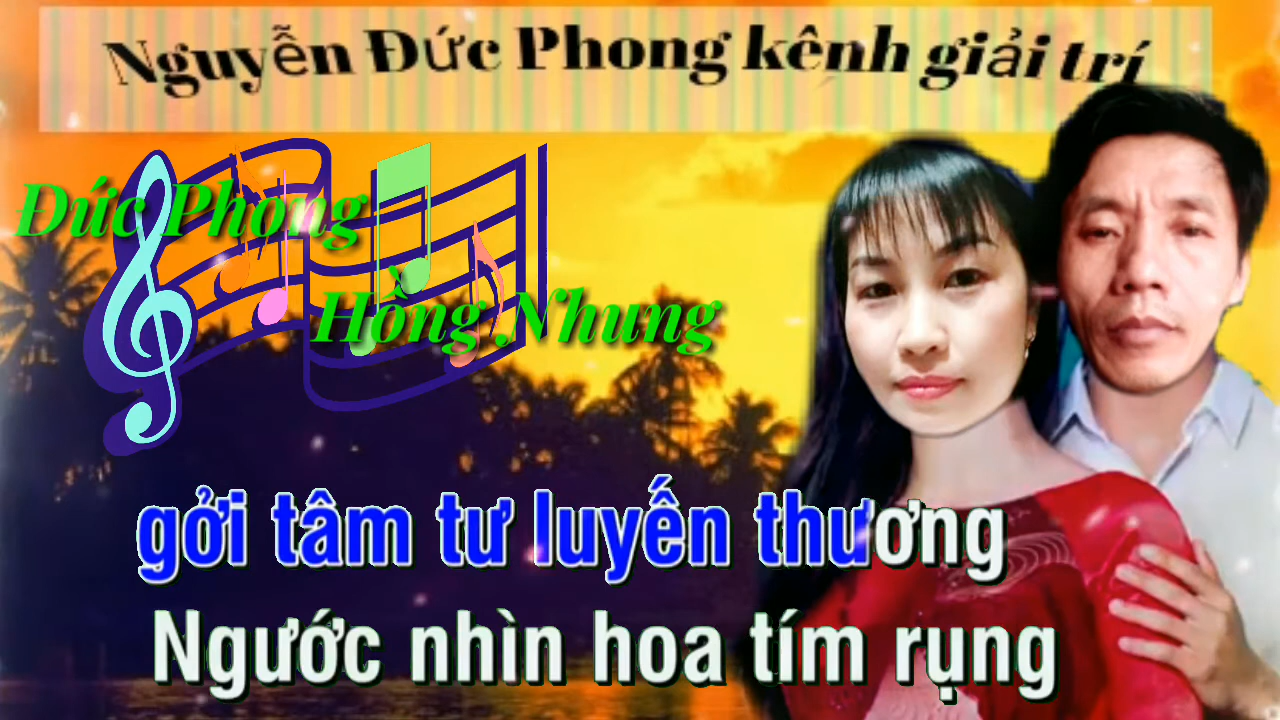 Nguyễn Đức Phong kênh giải trí
Đức Phong
Hồng Nhung
gởi tâm tư luyến thương
Ngước nhìn hoa tím rụng